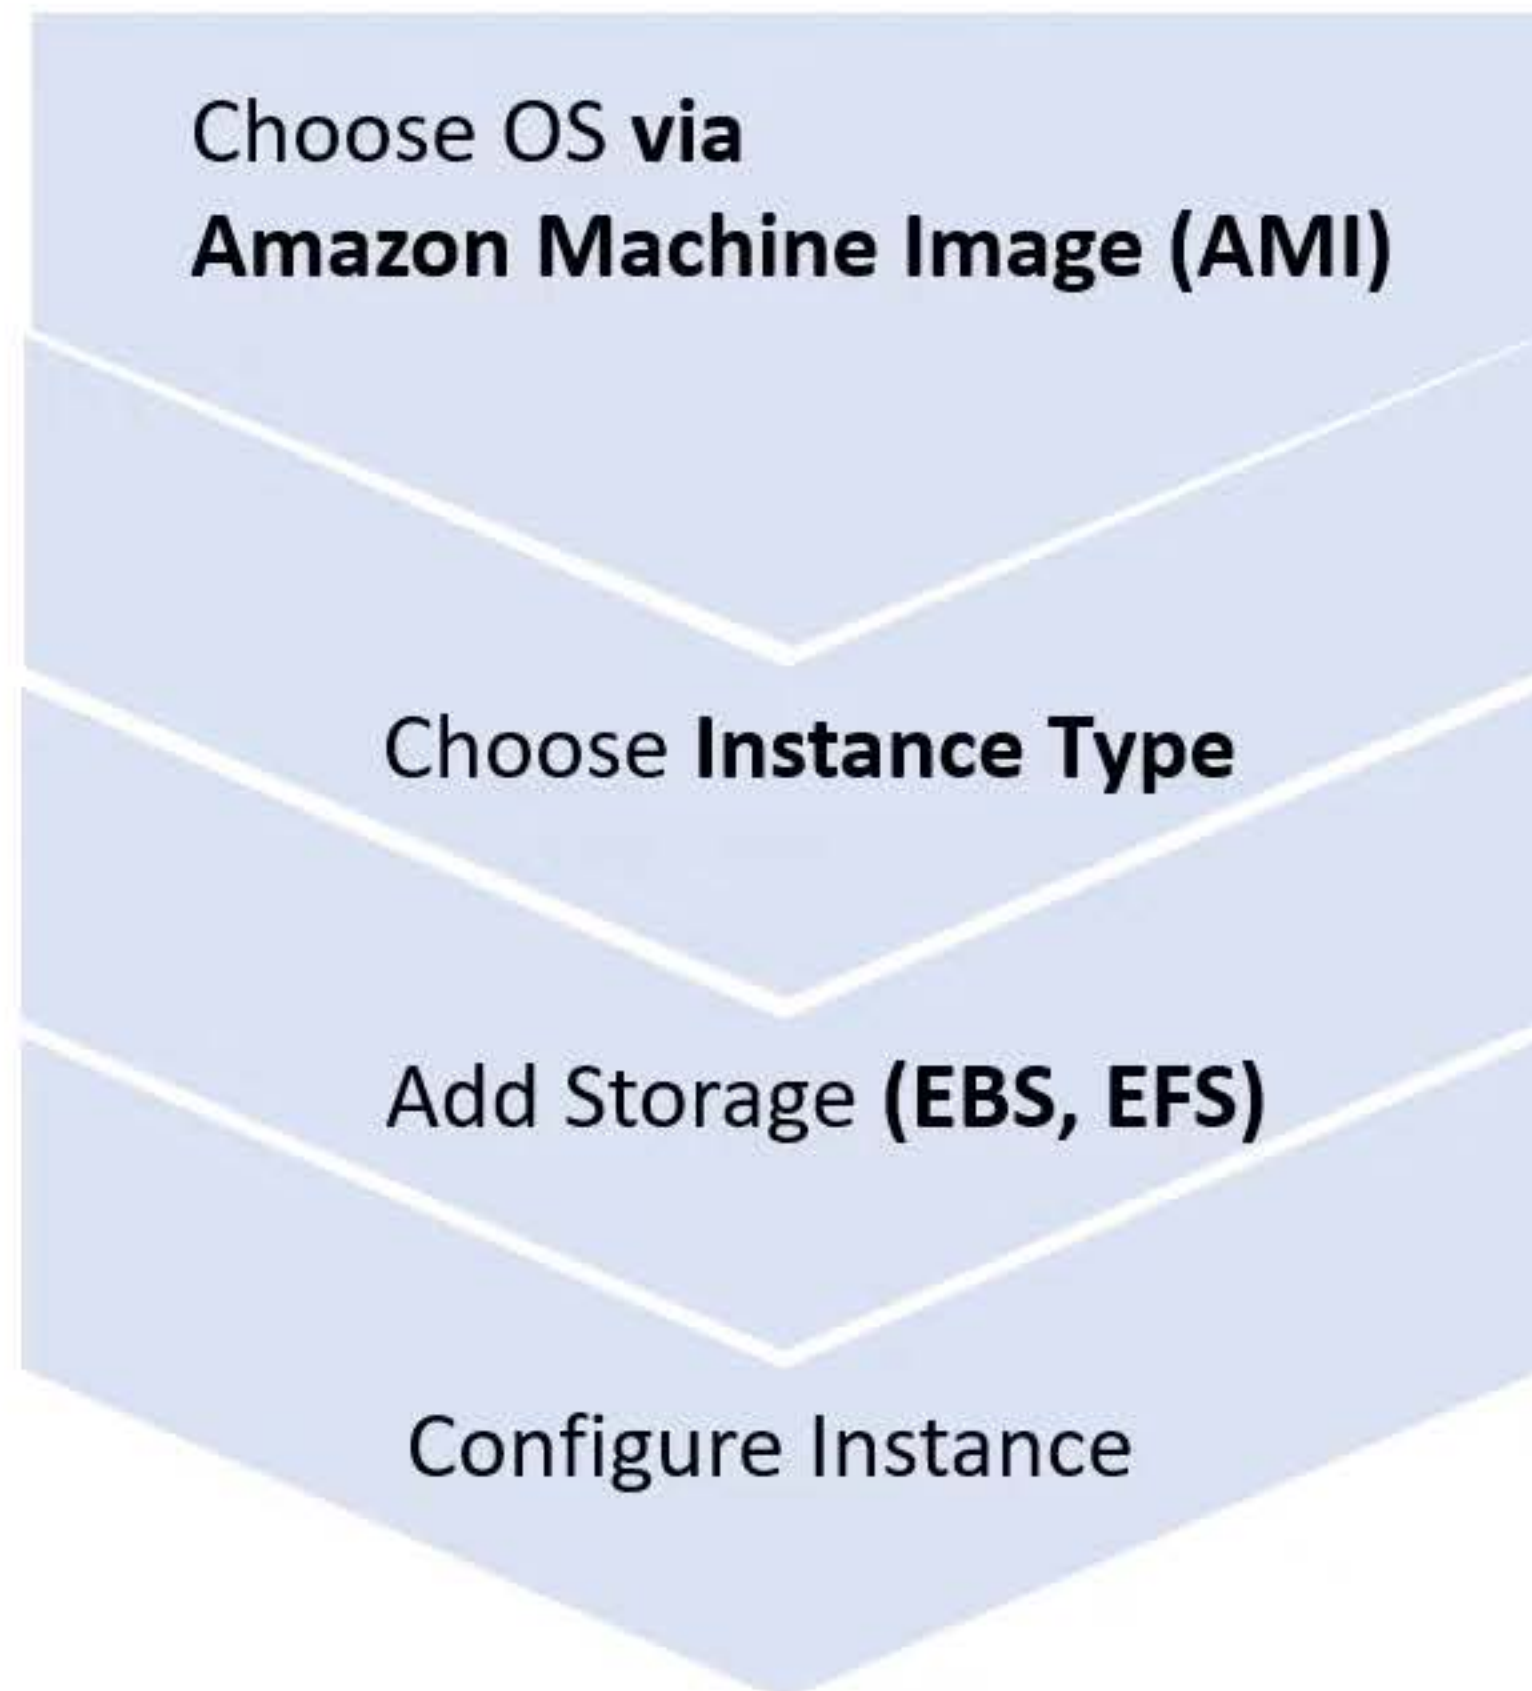 Choose OS via
Amazon Machine Image (AMI)
Choose Instance Type
Add Storage (EBS, EFS)
Configure Instance